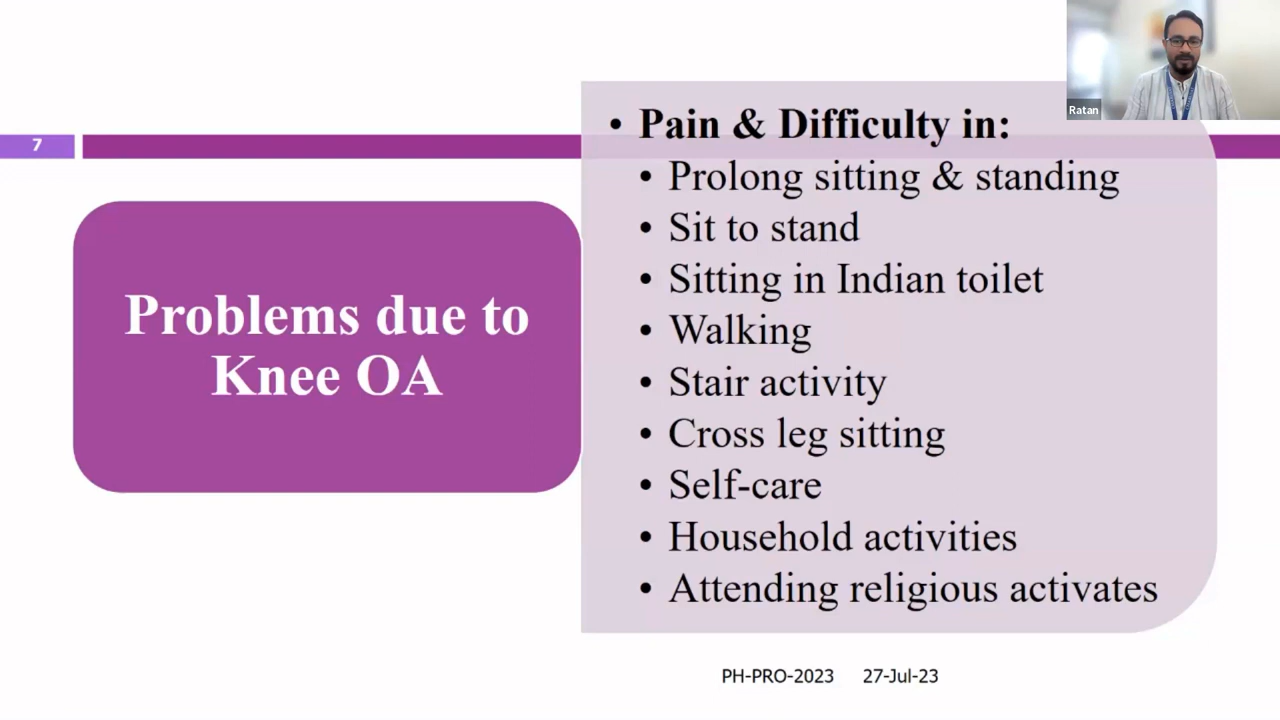 Ratan
7
• Pain & Difficulty in:
• Prolong sitting & standing
• Sit to stand
• Sitting in Indian toilet
• Walking
• Stair activity
• Cross leg sitting
• Self-care
• Household activities
• Attending religious activates
Problems due to
Knee OA
PH-PRO-2023 27-Jul-23